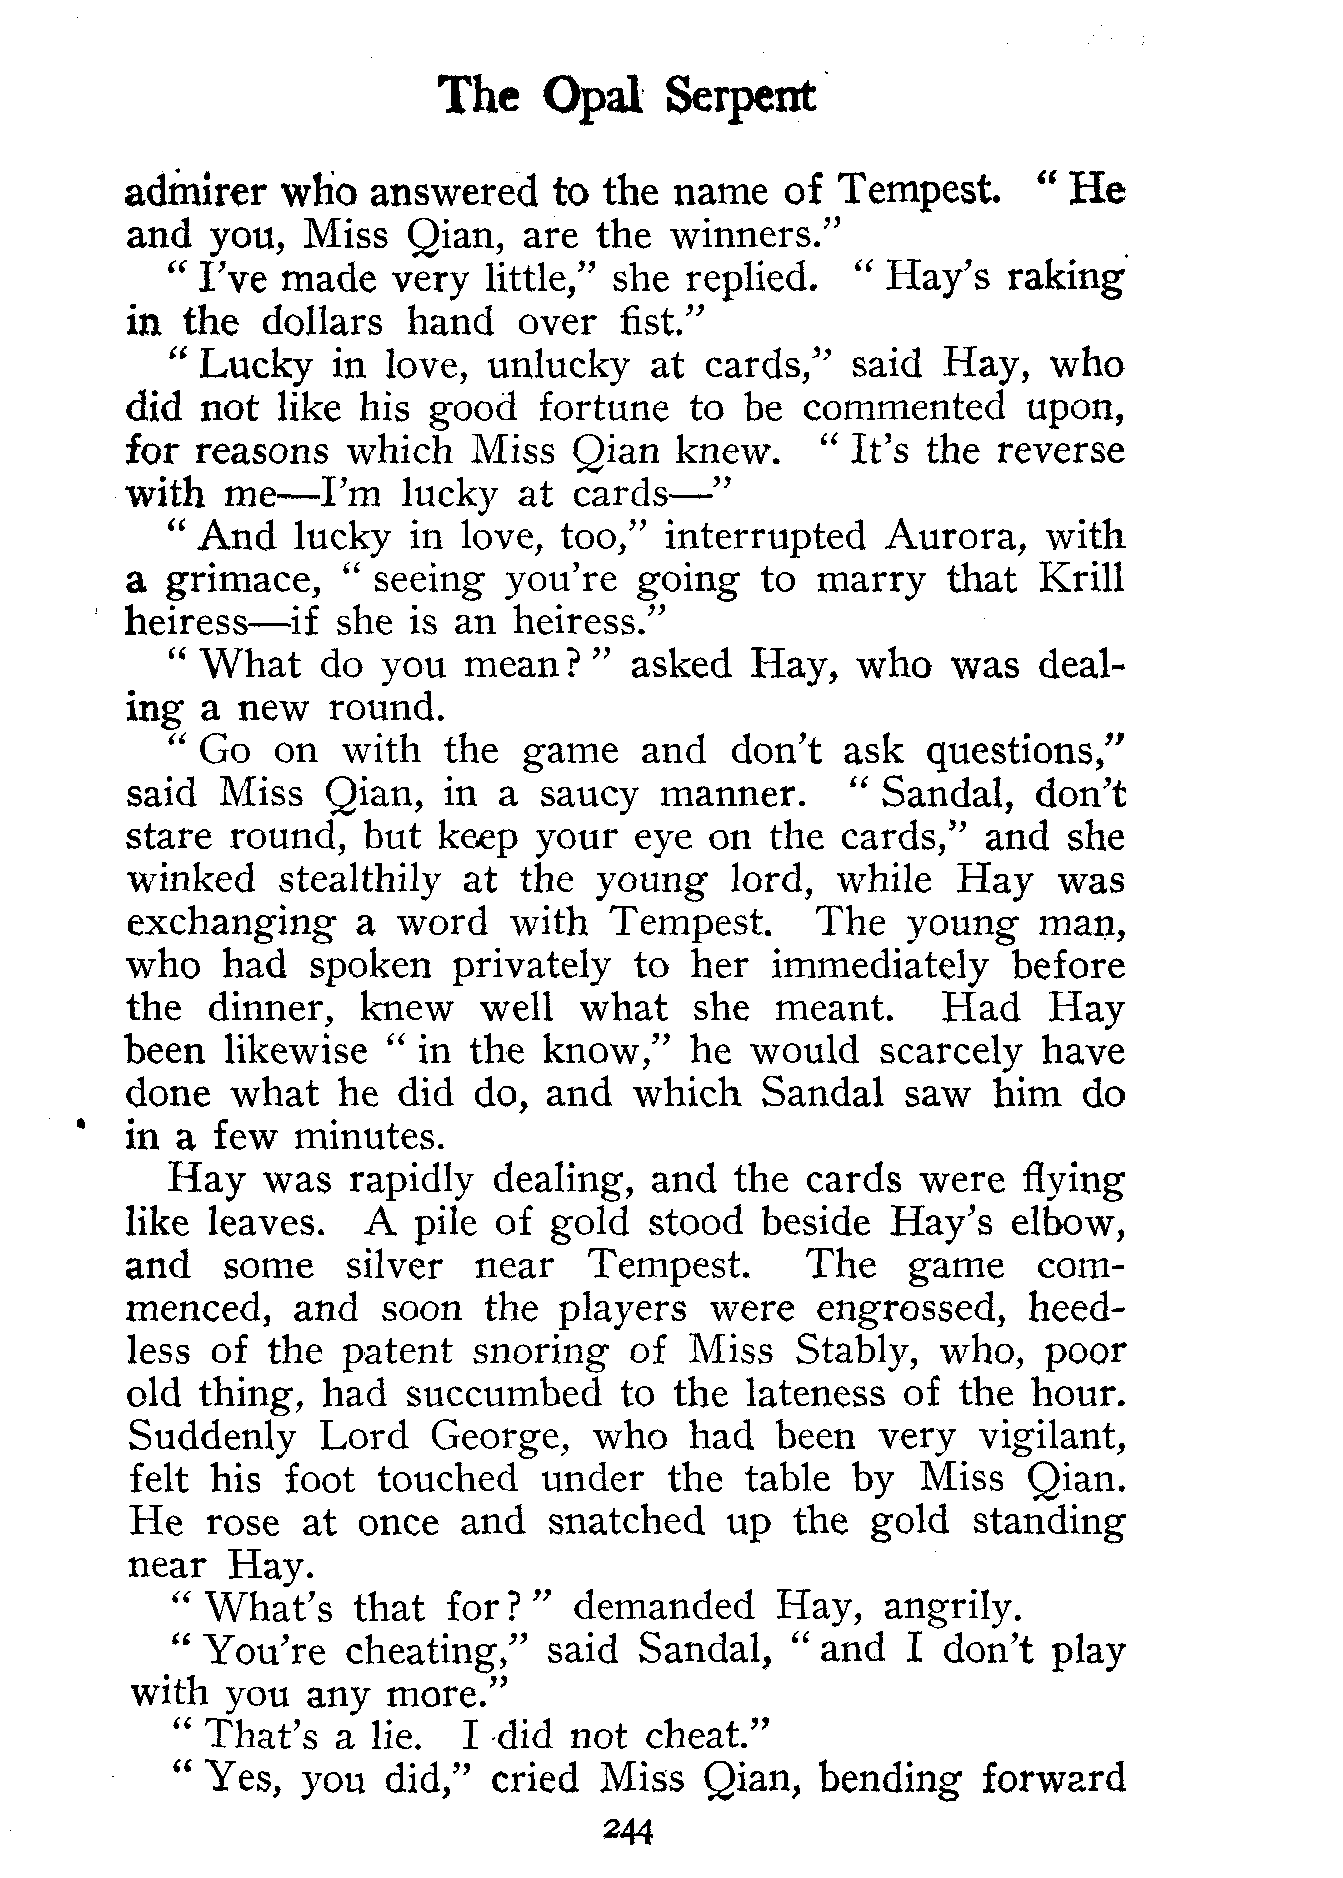 The Opal Serpent
admirer who answered to the name of Tempest. “ He
and you, Miss Qian, are the winners.”
“ I’ve made very little,” she replied. “ Hay’s raking
in the dollars hand over fist.”
“ Lucky in love, unlucky at cards,” said Hay, who
did not like his good fortune to be commented upon,
for reasons which Miss Qian knew. “ It’s the reverse
with me—I’m lucky at cards—”
“ And lucky in love, too,” interrupted Aurora, with
a grimace, “ seeing you’re going to marry that Krill
heiress—if she is an heiress.”
“ What do you mean? ” asked Hay, who was deal-
ing a new round.
“ Go on with the game and don’t ask questions,”
said Miss Qian, in a saucy manner. “ Sandal, don’t
stare round, but keep your eye on the cards,” and she
winked stealthily at the young lord, while Hay was
exchanging a word with Tempest. The young man,
who had spoken privately to her immediately before
the dinner, knew well what she meant. Had Hay
been likewise “ in the know,” he would scarcely have
done what he did do, and which Sandal saw him do
in a few minutes.
Hay was rapidly dealing, and the cards were flying
like leaves. A pile of gold stood beside Hay’s elbow,
and some silver near Tempest. The game com-
menced, and soon the players were engrossed, heed-
less of the patent snoring of Miss Stably, who, poor
old thing, had succumbed to the lateness of the hour.
Suddenly Lord George, who had been very vigilant,
felt his foot touched under the table by Miss Qian.
He rose at once and snatched up the gold standing
near Hay.
“ What’s that for? ” demanded Hay, angrily.
“ You’re cheating,” said Sandal, “ and I don’t play
with you any more.”
“ That’s a lie. I did not cheat.”
“ Yes, you did,” cried Miss Qian, bending forward
244